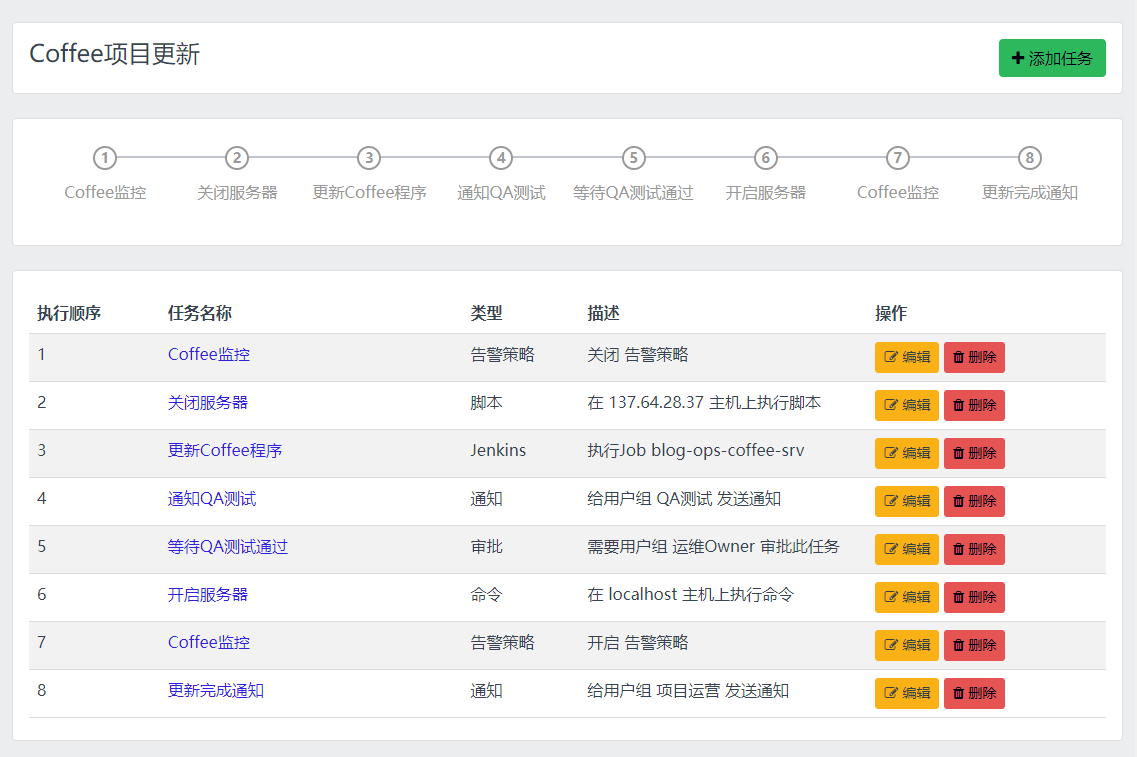 Coffee项目更新
添加任务
1 2 3 4 5 6 7 8
Coffee监控 关闭服务器 更新Coffee程序 通知QA测试 等待QA测试通过 开启服务器 Coffee监控 更新完成通知
执行顺序 任务名称 类型 描述 操作
1 Coffee监控 告警策略 关闭 告警策略 编辑 删除
2 关闭服务器 脚本 在 137.64.28.37 主机上执行脚本 编辑 删除
3 更新Coffee程序 Jenkins 执行Job blog-ops-coffee-srv 编辑 删除
4 通知QA测试 通知 给用户组 QA测试 发送通知 编辑 删除
5 等待QA测试通过 审批 需要用户组 运维Owner 审批此任务 编辑 删除
6 开启服务器 命令 在 localhost 主机上执行命令 编辑 删除
7 Coffee监控 告警策略 开启 告警策略 编辑 删除
8 更新完成通知 通知 给用户组 项目运营 发送通知 编辑 删除